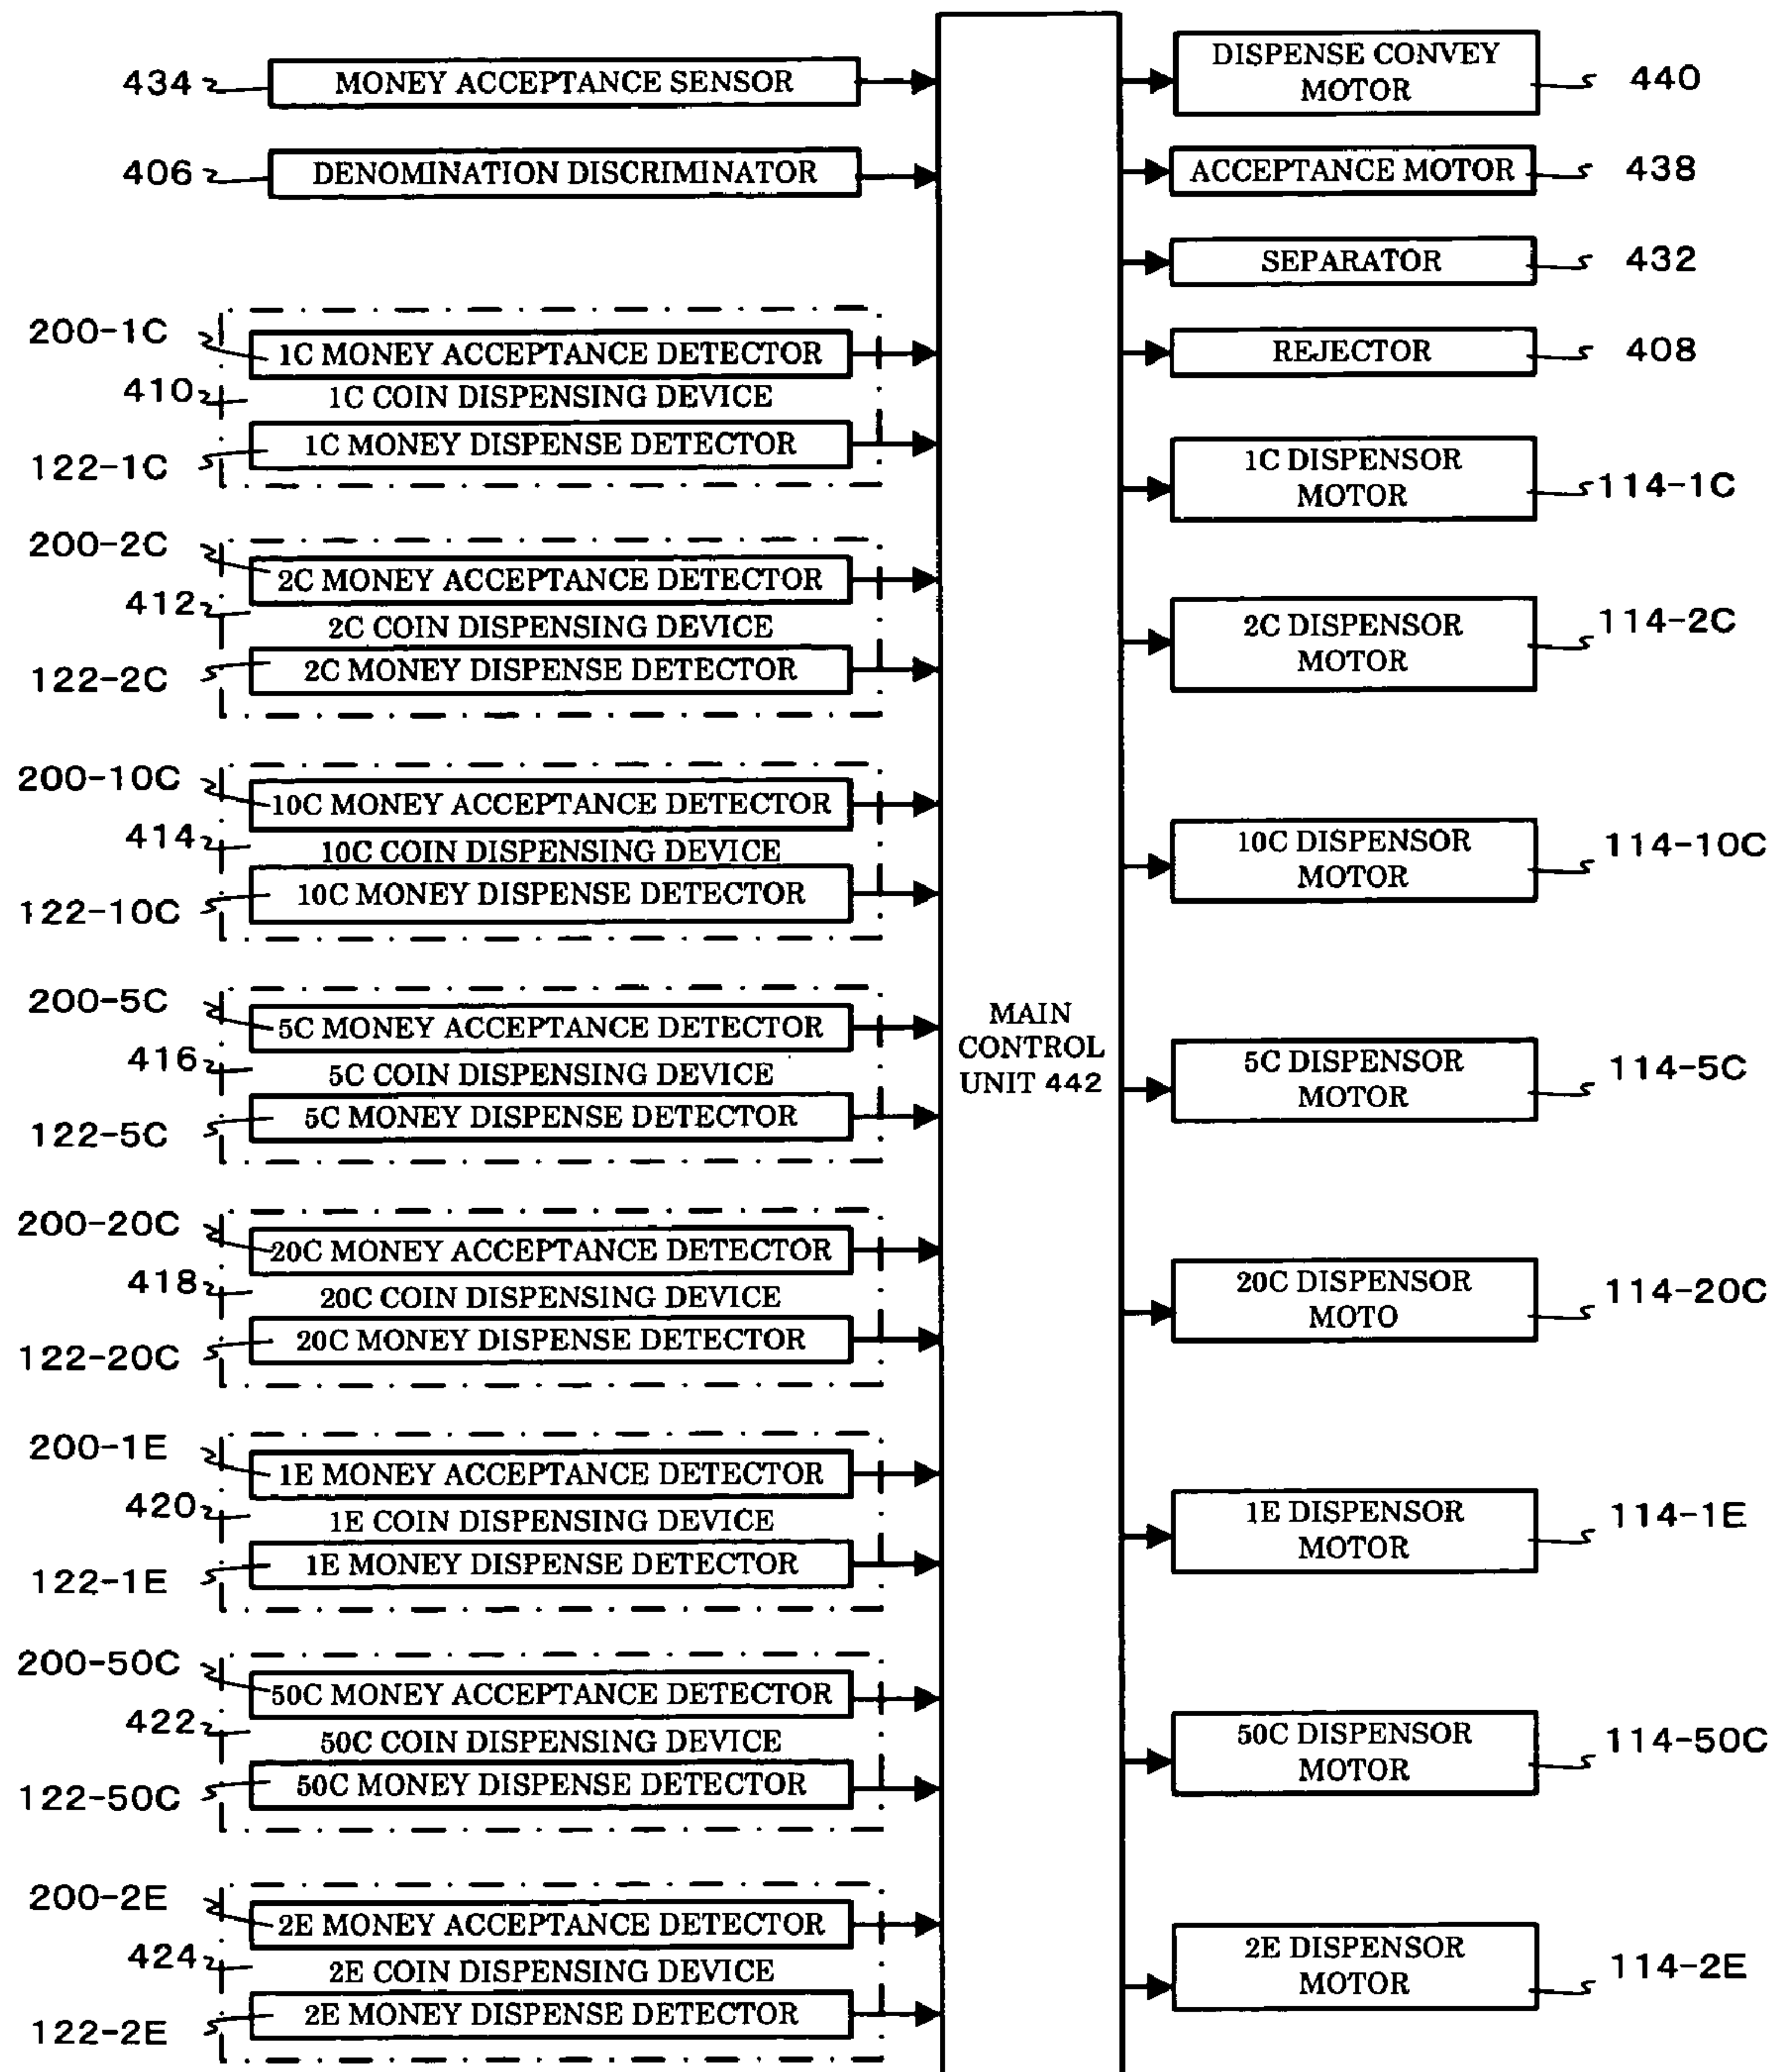 434
MONEY ACCEPTANCE SENSOR
406
DENOMINATION DISCRIMINATOR
200-1C
1C MONEY ACCEPTANCE DETECTOR
410
1C COIN DISPENSING DEVICE
1C MONEY DISPENSE DETECTOR
122-1C
200-2C
2C MONEY ACCEPTANCE DETECTOR
412
2C COIN DISPENSING DEVICE
2C MONEY DISPENSE DETECTOR
122-2C
200-10C
10C MONEY ACCEPTANCE DETECTOR
414
10C COIN DISPENSING DEVICE
10C MONEY DISPENSE DETECTOR
122-10C
200-5C
5C MONEY ACCEPTANCE DETECTOR
416
5C COIN DISPENSING DEVICE
5C MONEY DISPENSE DETECTOR
122-5C
200-20C
20C MONEY ACCEPTANCE DETECTOR
418
20C COIN DISPENSING DEVICE
20C MONEY DISPENSE DETECTOR
122-20C
200-1E
1E MONEY ACCEPTANCE DETECTOR
420
1E COIN DISPENSING DEVICE
1E MONEY DISPENSE DETECTOR
122-1E
200-50C
50C MONEY ACCEPTANCE DETECTOR
422
50C COIN DISPENSING DEVICE
50C MONEY DISPENSE DETECTOR
122-50C
200-2E
2E MONEY ACCEPTANCE DETECTOR
424
2E COIN DISPENSING DEVICE
2E MONEY DISPENSE DETECTOR
122-2E
MAIN
CONTROL
UNIT 442
DISPENSE CONVEY
MOTOR
440
ACCEPTANCE MOTOR
438
SEPARATOR
432
REJECTOR
408
1C DISPENSOR
MOTOR
114-1C
2C DISPENSOR
MOTOR
114-2C
10C DISPENSOR
MOTOR
114-10C
5C DISPENSOR
MOTOR
114-5C
20C DISPENSOR
MOTO
114-20C
1E DISPENSOR
MOTOR
114-1E
50C DISPENSOR
MOTOR
114-50C
2E DISPENSOR
MOTOR
114-2E